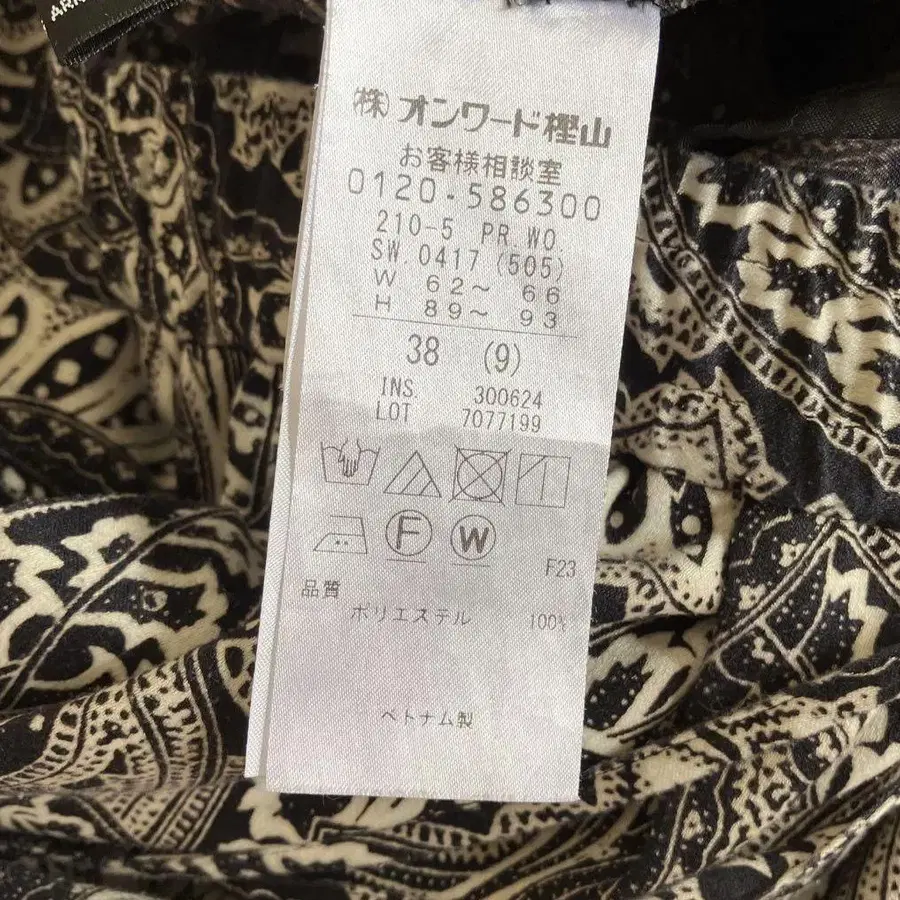 ARK
㈱オンワード樫山
お客様相談室
0120-586300
210-5 PR.WO.
SW.0417(505)
W 62～ 66
H 89～ 93
38 (9)
INS. 300624
LOT 7077199
F
W
F23
品質
ポリエステル 100%
ベトナム製